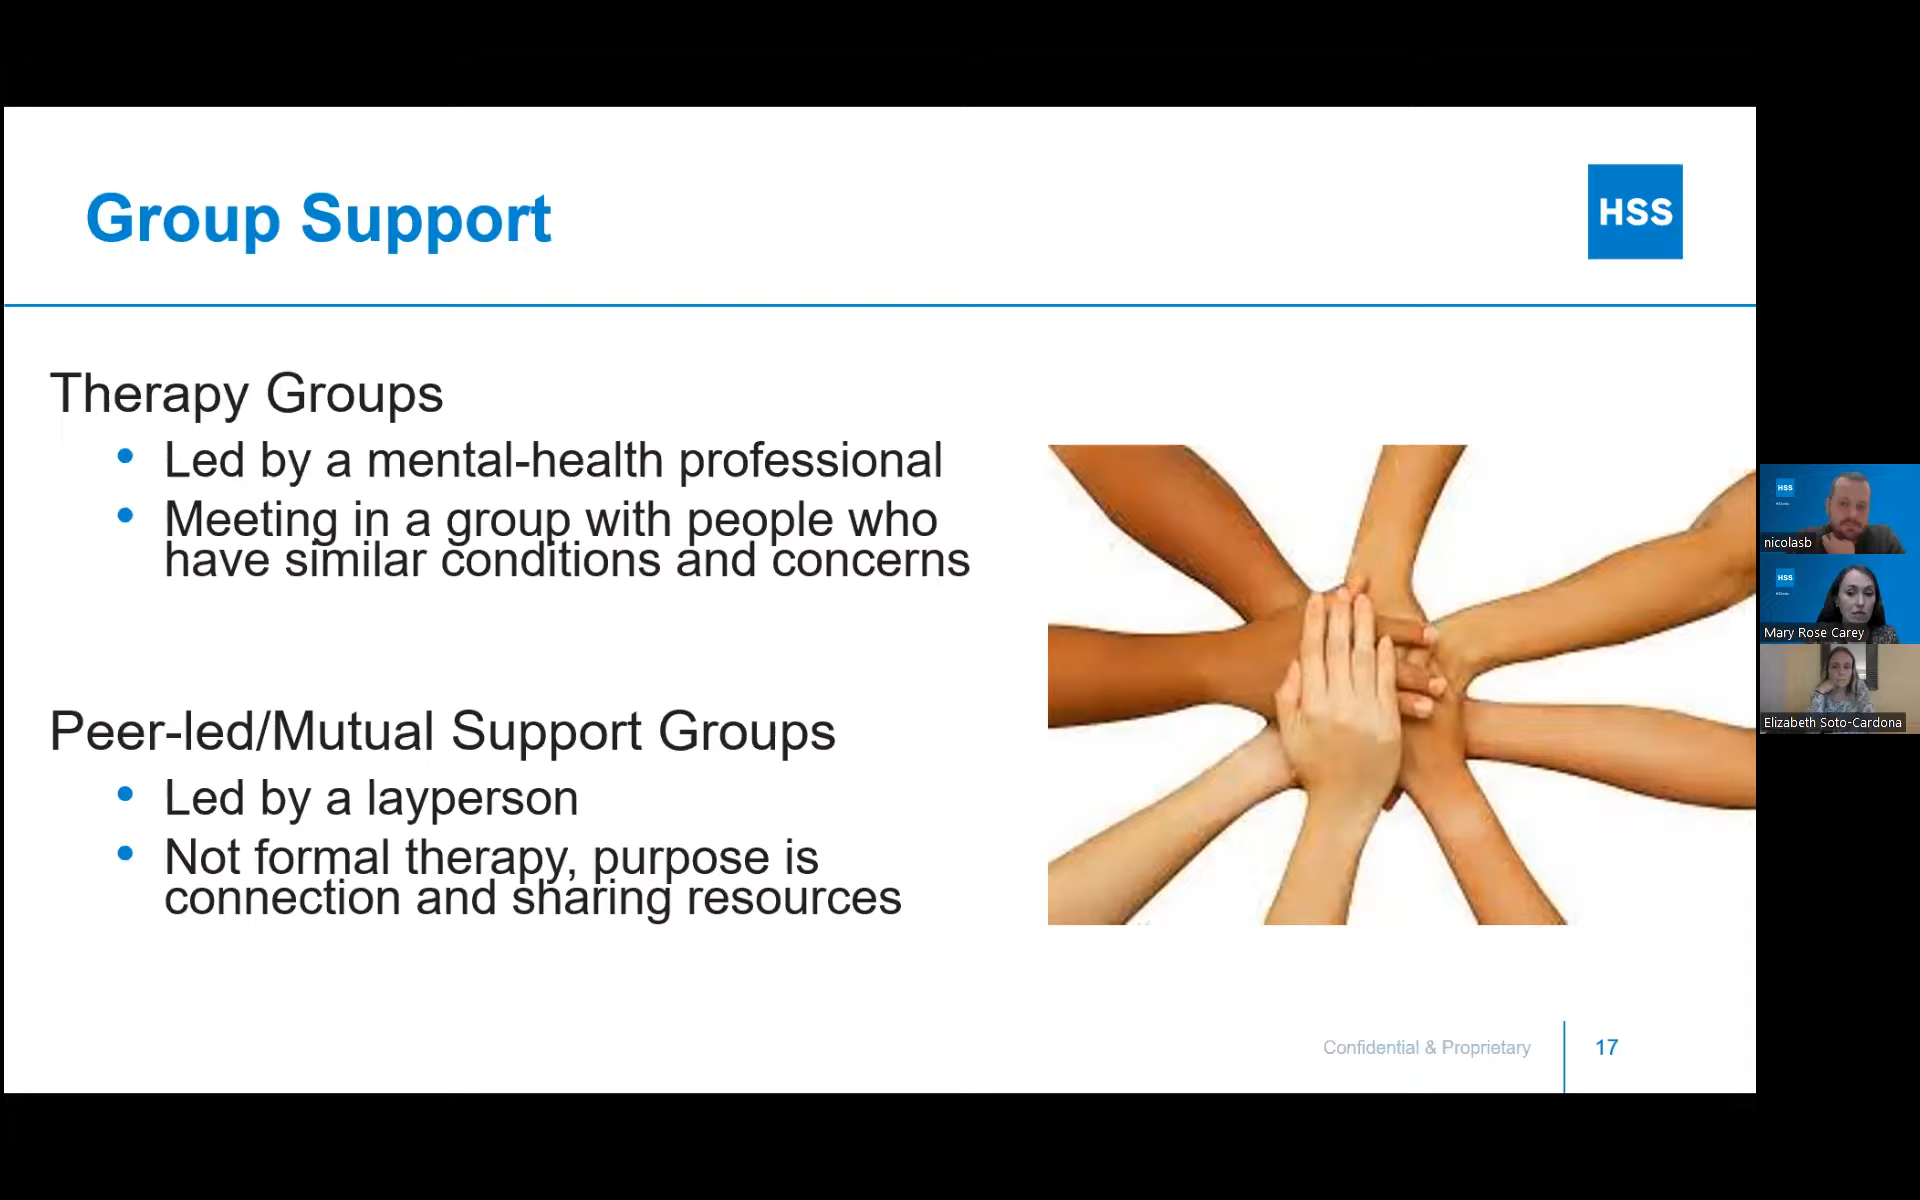 Group Support
HSS
Therapy Groups
• Led by a mental-health professional
• Meeting in a group with people who
have similar conditions and concerns
Peer-led/Mutual Support Groups
• Led by a layperson
• Not formal therapy, purpose is
connection and sharing resources
Confidential & Proprietary
17
HSS
nicolasb
HSS
Mary Rose Carey
Elizabeth Soto-Cardona